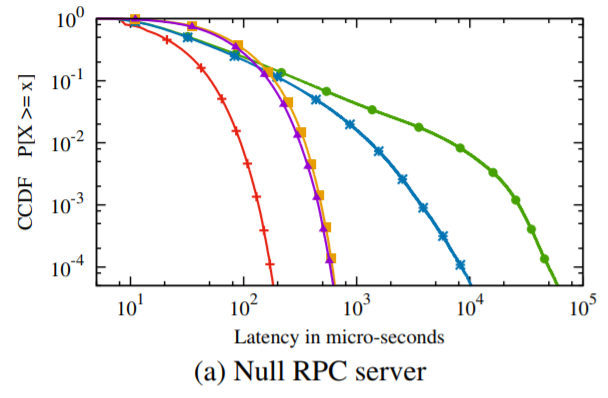 CCDF P[X >= x]
10^0
10^-1
10^-2
10^-3
10^-4
10^1 10^2 10^3 10^4 10^5
Latency in micro-seconds
(a) Null RPC server